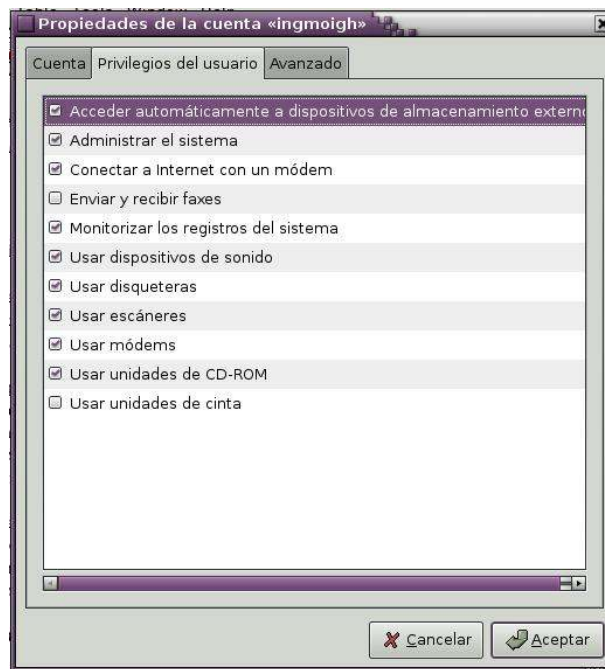 Propiedades de la cuenta «ingmoigh»
Cuenta Privilegios del usuario Avanzado
Acceder automáticamente a dispositivos de almacenamiento externo
Administrar el sistema
Conectar a Internet con un módem
Enviar y recibir faxes
Monitorizar los registros del sistema
Usar dispositivos de sonido
Usar disqueteras
Usar escáneres
Usar módems
Usar unidades de CD-ROM
Usar unidades de cinta
Cancelar Aceptar